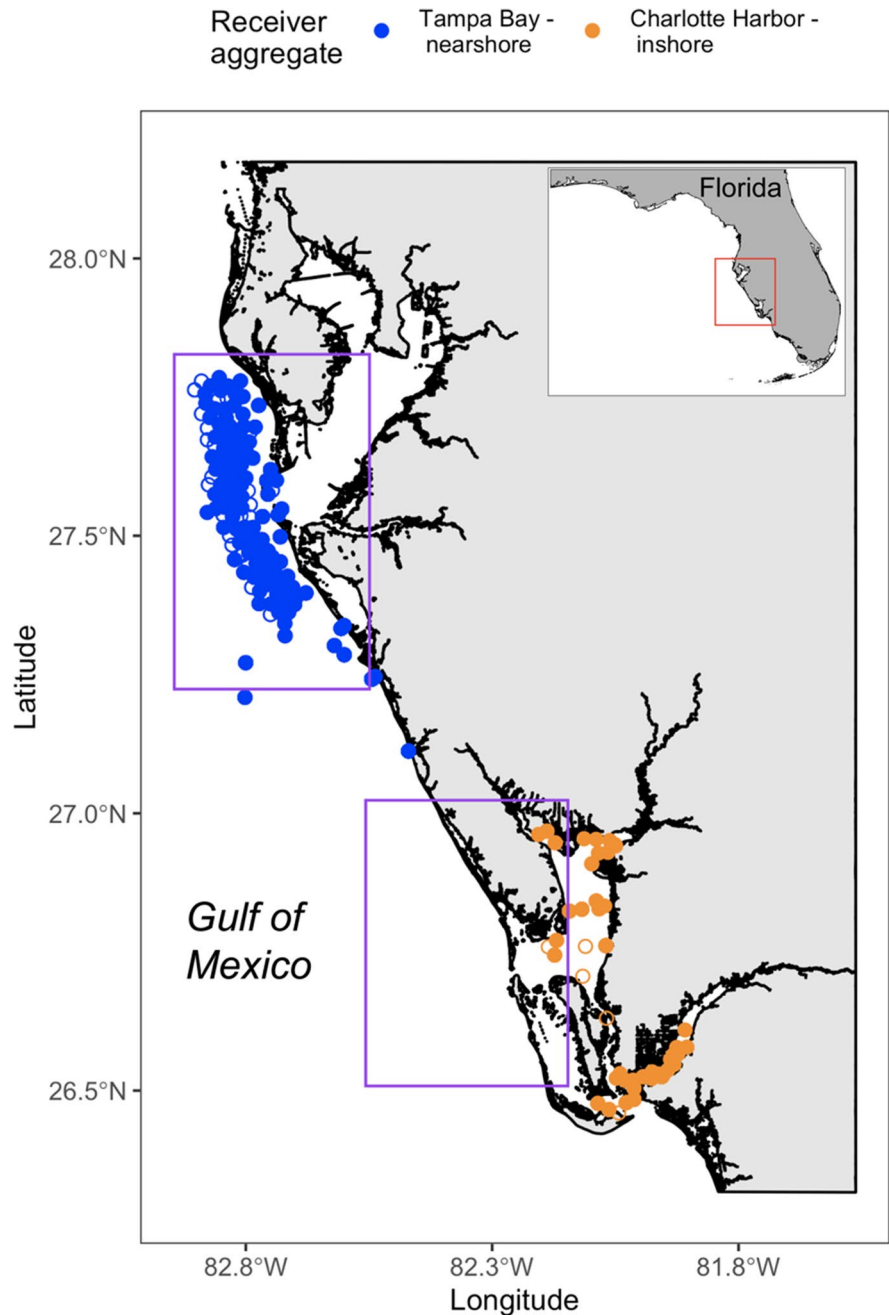 Receiver
aggregate
Tampa Bay -
nearshore
Charlotte Harbor -
inshore
Florida
28.0°N
27.5°N
27.0°N
26.5°N
Latitude
Gulf of
Mexico
82.8°W
82.3°W
81.8°W
Longitude